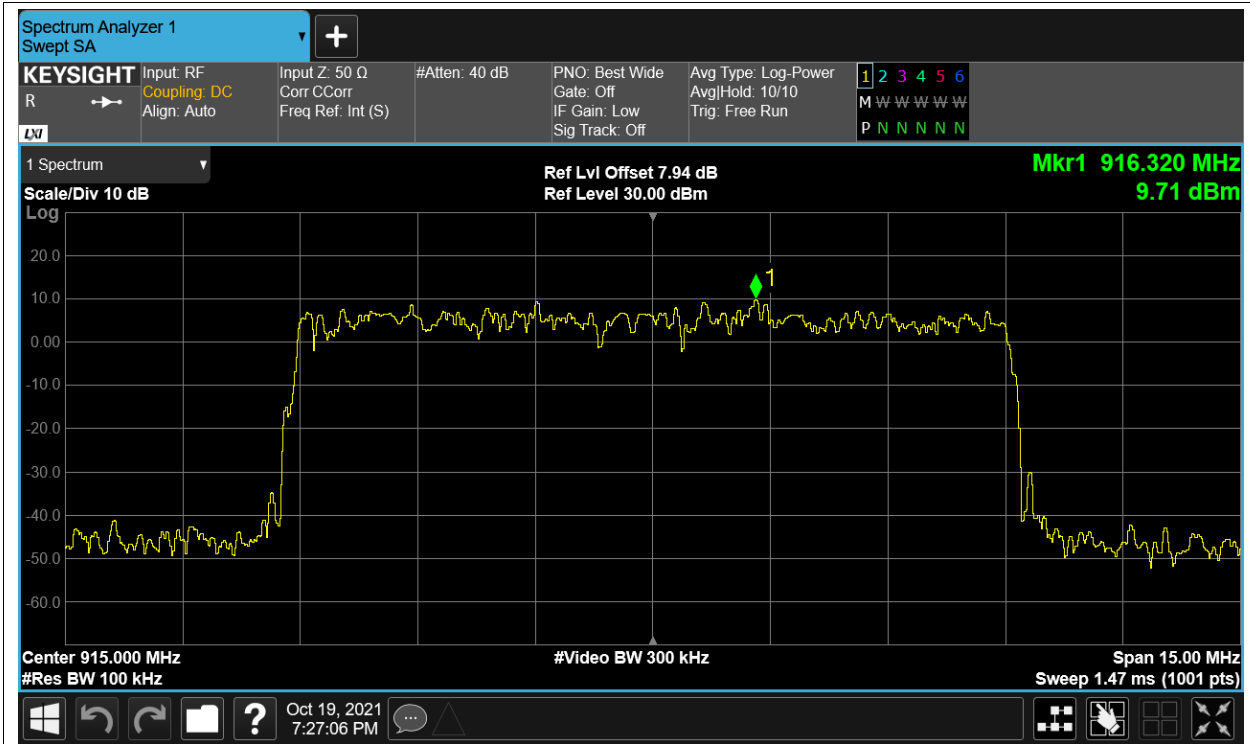 Spectrum Analyzer 1
Swept SA
+
KEYSIGHT
R
LXI
Input: RF
Coupling: DC
Align: Auto
Input Z: 50 Ω
Corr CCorr
Freq Ref: Int (S)
#Atten: 40 dB
PNO: Best Wide
Gate: Off
IF Gain: Low
Sig Track: Off
Avg Type: Log-Power
Avg|Hold: 10/10
Trig: Free Run
1 2 3 4 5 6
M W W W W W
P N N N N N
1 Spectrum
Scale/Div 10 dB
Log
Ref Lvl Offset 7.94 dB
Ref Level 30.00 dBm
Mkr1 916.320 MHz
9.71 dBm
1
20.0
10.0
0.00
-10.0
-20.0
-30.0
-40.0
-50.0
-60.0
Center 915.000 MHz
#Res BW 100 kHz
#Video BW 300 kHz
Span 15.00 MHz
Sweep 1.47 ms (1001 pts)
?
Oct 19, 2021
7:27:06 PM